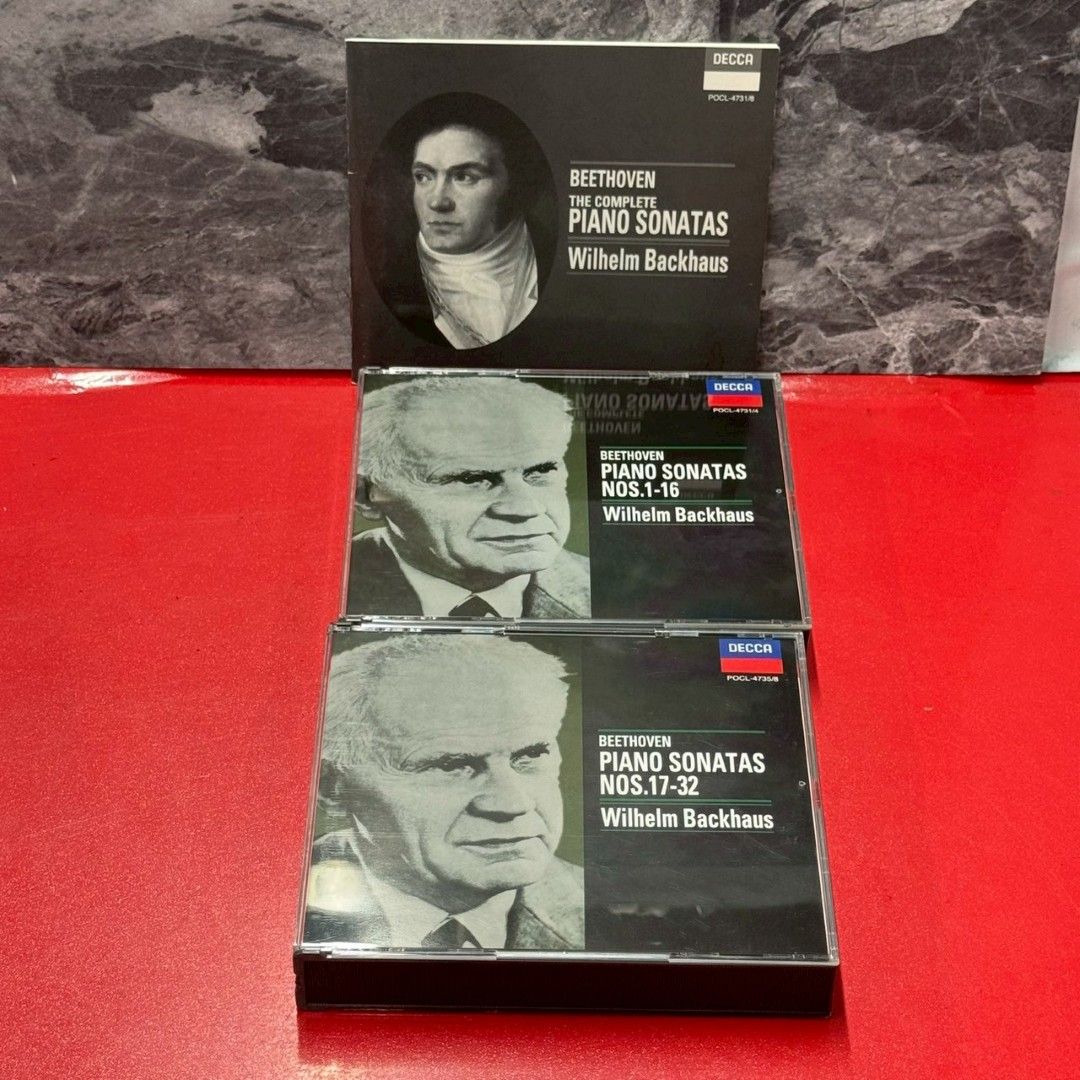 DECCA
POCL-4731/8
BEETHOVEN
THE COMPLETE
PIANO SONATAS
Wilhelm Backhaus
DECCA
POCL-4731/4
BEETHOVEN
PIANO SONATAS
NOS.1-16
Wilhelm Backhaus
DECCA
POCL-4735/8
BEETHOVEN
PIANO SONATAS
NOS.17-32
Wilhelm Backhaus